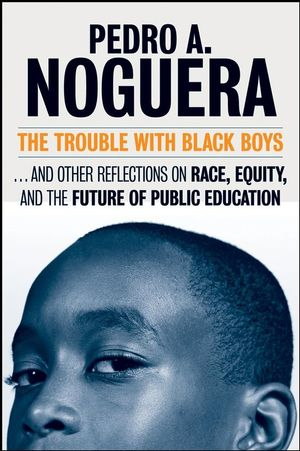 PEDRO A.
NOGUERA
THE TROUBLE WITH BLACK BOYS
...AND OTHER REFLECTIONS ON RACE, EQUITY,
AND THE FUTURE OF PUBLIC EDUCATION